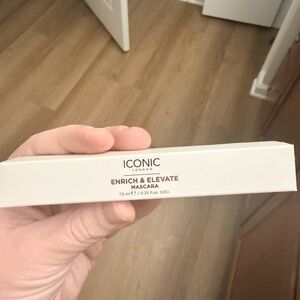 ICONIC
LONDON
ENRICH & ELEVATE
MASCARA
7.5 ml ℮ / 0.25 fl.oz. (US)